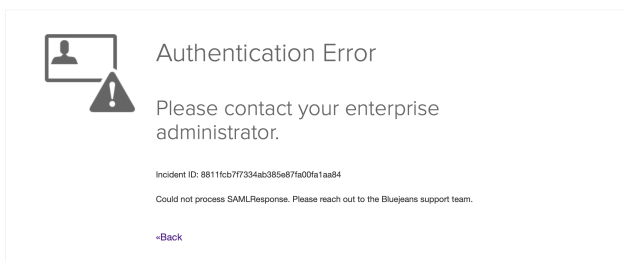 Authentication Error
Please contact your enterprise
administrator.
Incident ID: 8811fcb7f7334ab385e87fa00fa1aa84
Could not process SAMLResponse. Please reach out to the Bluejeans support team.
«Back